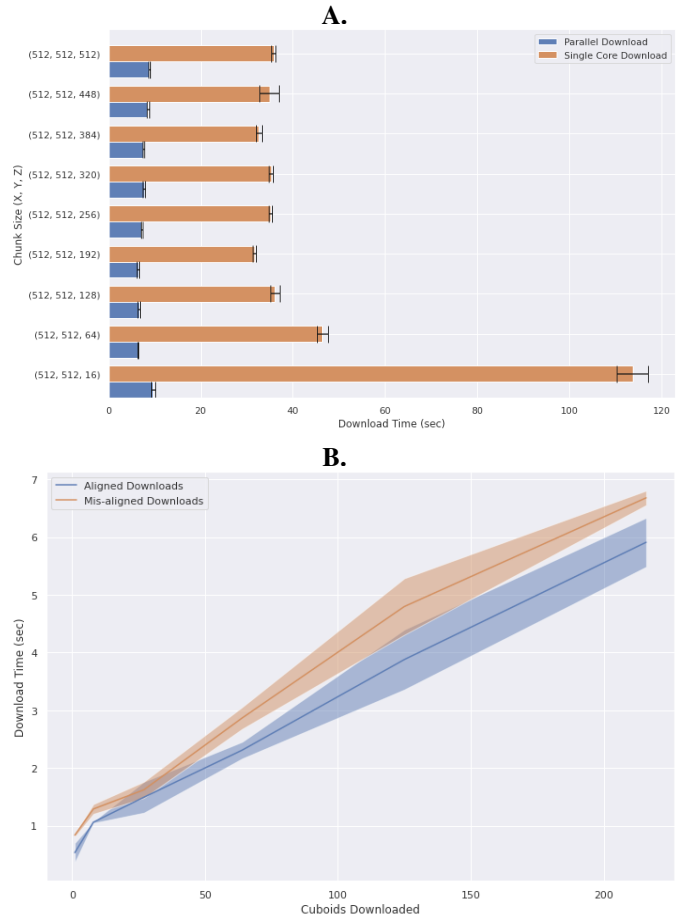 A.
Parallel Download
Single Core Download
Chunk Size (X, Y, Z)
(512, 512, 512)
(512, 512, 448)
(512, 512, 384)
(512, 512, 320)
(512, 512, 256)
(512, 512, 192)
(512, 512, 128)
(512, 512, 64)
(512, 512, 16)
0 20 40 60 80 100 120
Download Time (sec)
B.
Aligned Downloads
Mis-aligned Downloads
Download Time (sec)
7
6
5
4
3
2
1
0 50 100 150 200
Cuboids Downloaded